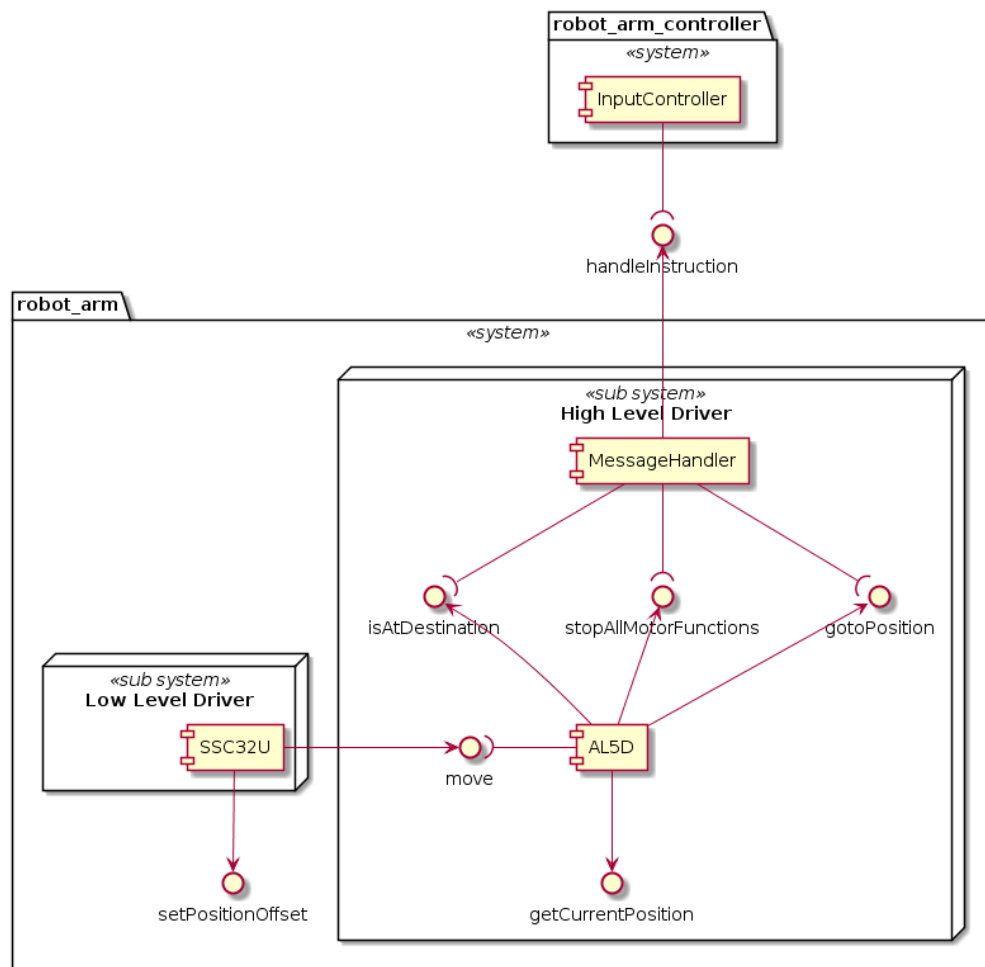 robot_arm_controller
«system»
InputController
handleInstruction
robot_arm
«system»
«sub system»
High Level Driver
MessageHandler
isAtDestination
stopAllMotorFunctions
gotoPosition
«sub system»
Low Level Driver
SSC32U
move
AL5D
setPositionOffset
getCurrentPosition